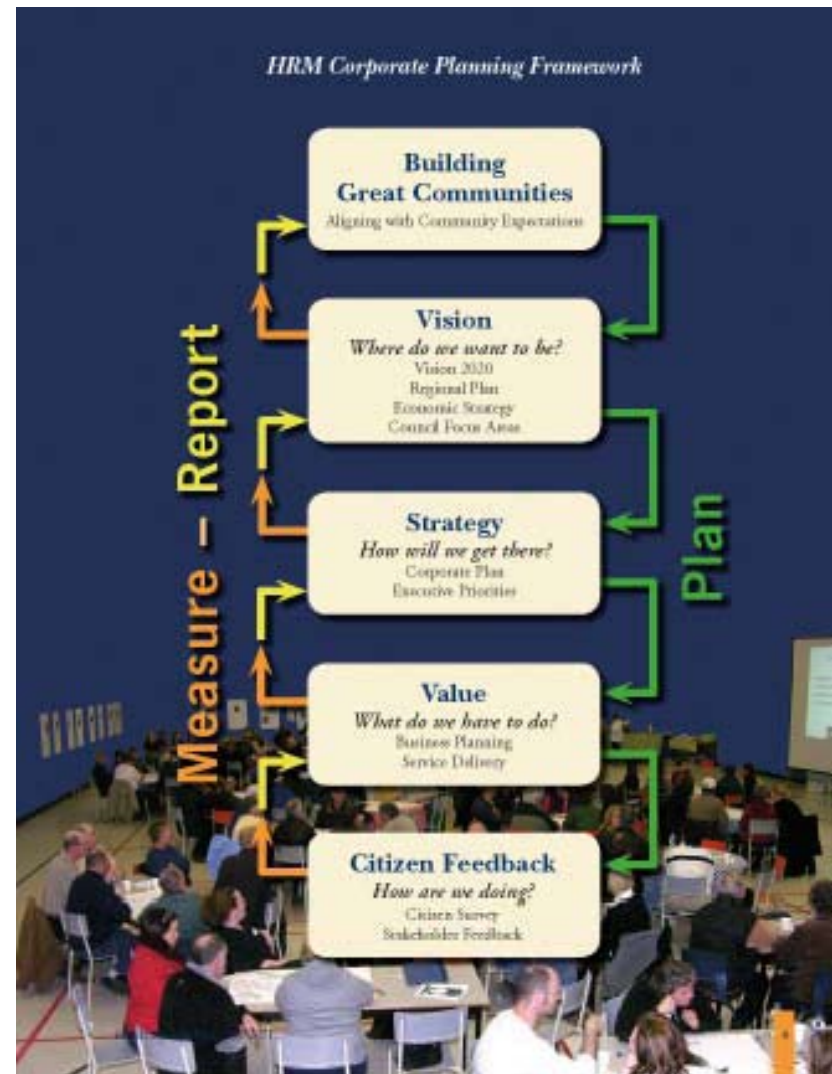 HRM Corporate Planning Framework
Building
Great Communities
Aligning with Community Expectations
Vision
Where do we want to be?
Vision 2020
Regional Plan
Economic Strategy
Council Focus Areas
Strategy
How will we get there?
Corporate Plan
Executive Priorities
Value
What do we have to do?
Business Planning
Service Delivery
Citizen Feedback
How are we doing?
Citizen Survey
Stakeholder Feedback
Measure – Report
Plan